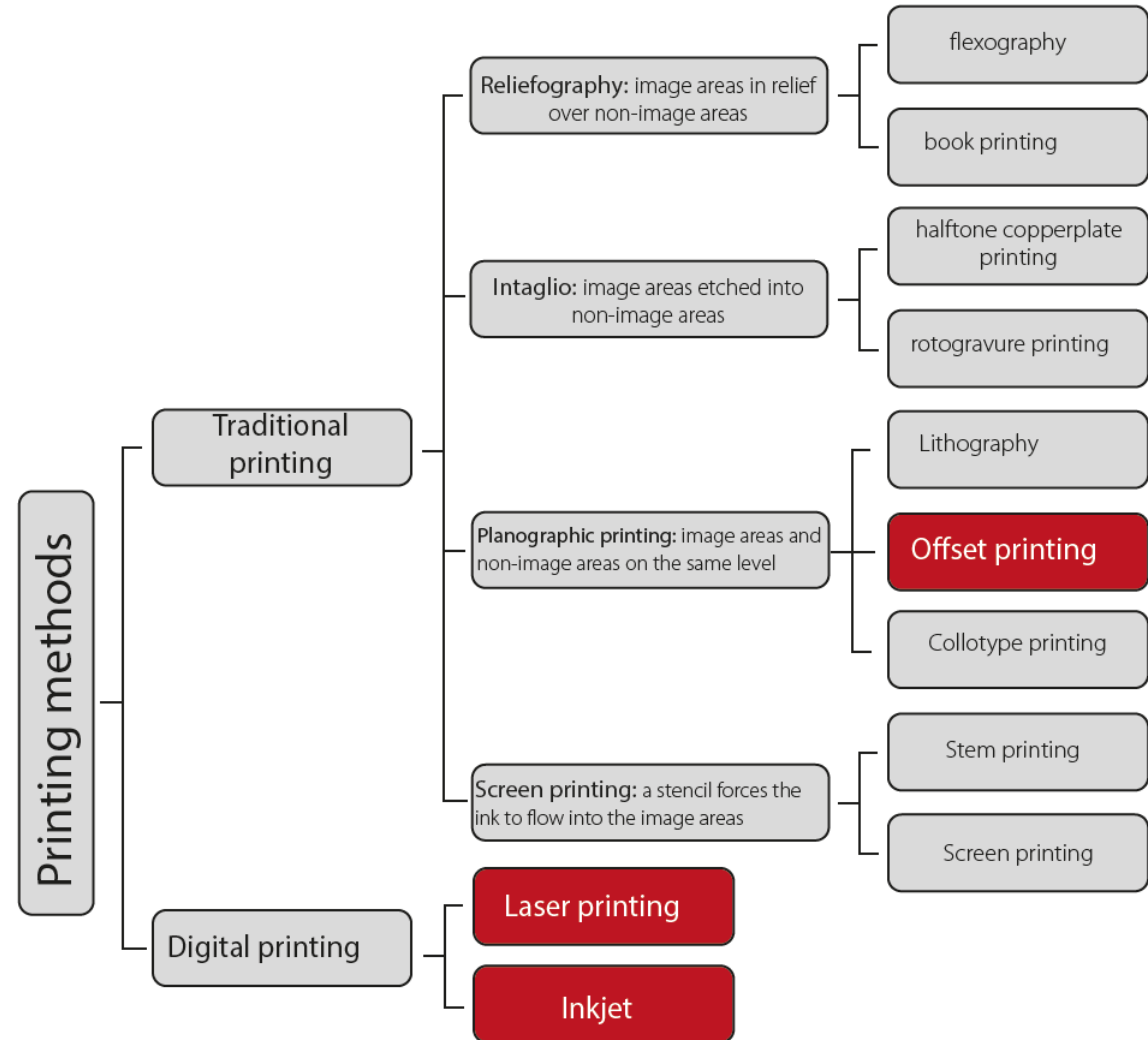 Printing methods
Traditional
printing
Reliefography: image areas in relief
over non-image areas
flexography
book printing
Intaglio: image areas etched into
non-image areas
halftone copperplate
printing
rotogravure printing
Planographic printing: image areas and
non-image areas on the same level
Lithography
Offset printing
Collotype printing
Screen printing: a stencil forces the
ink to flow into the image areas
Stem printing
Screen printing
Digital printing
Laser printing
Inkjet